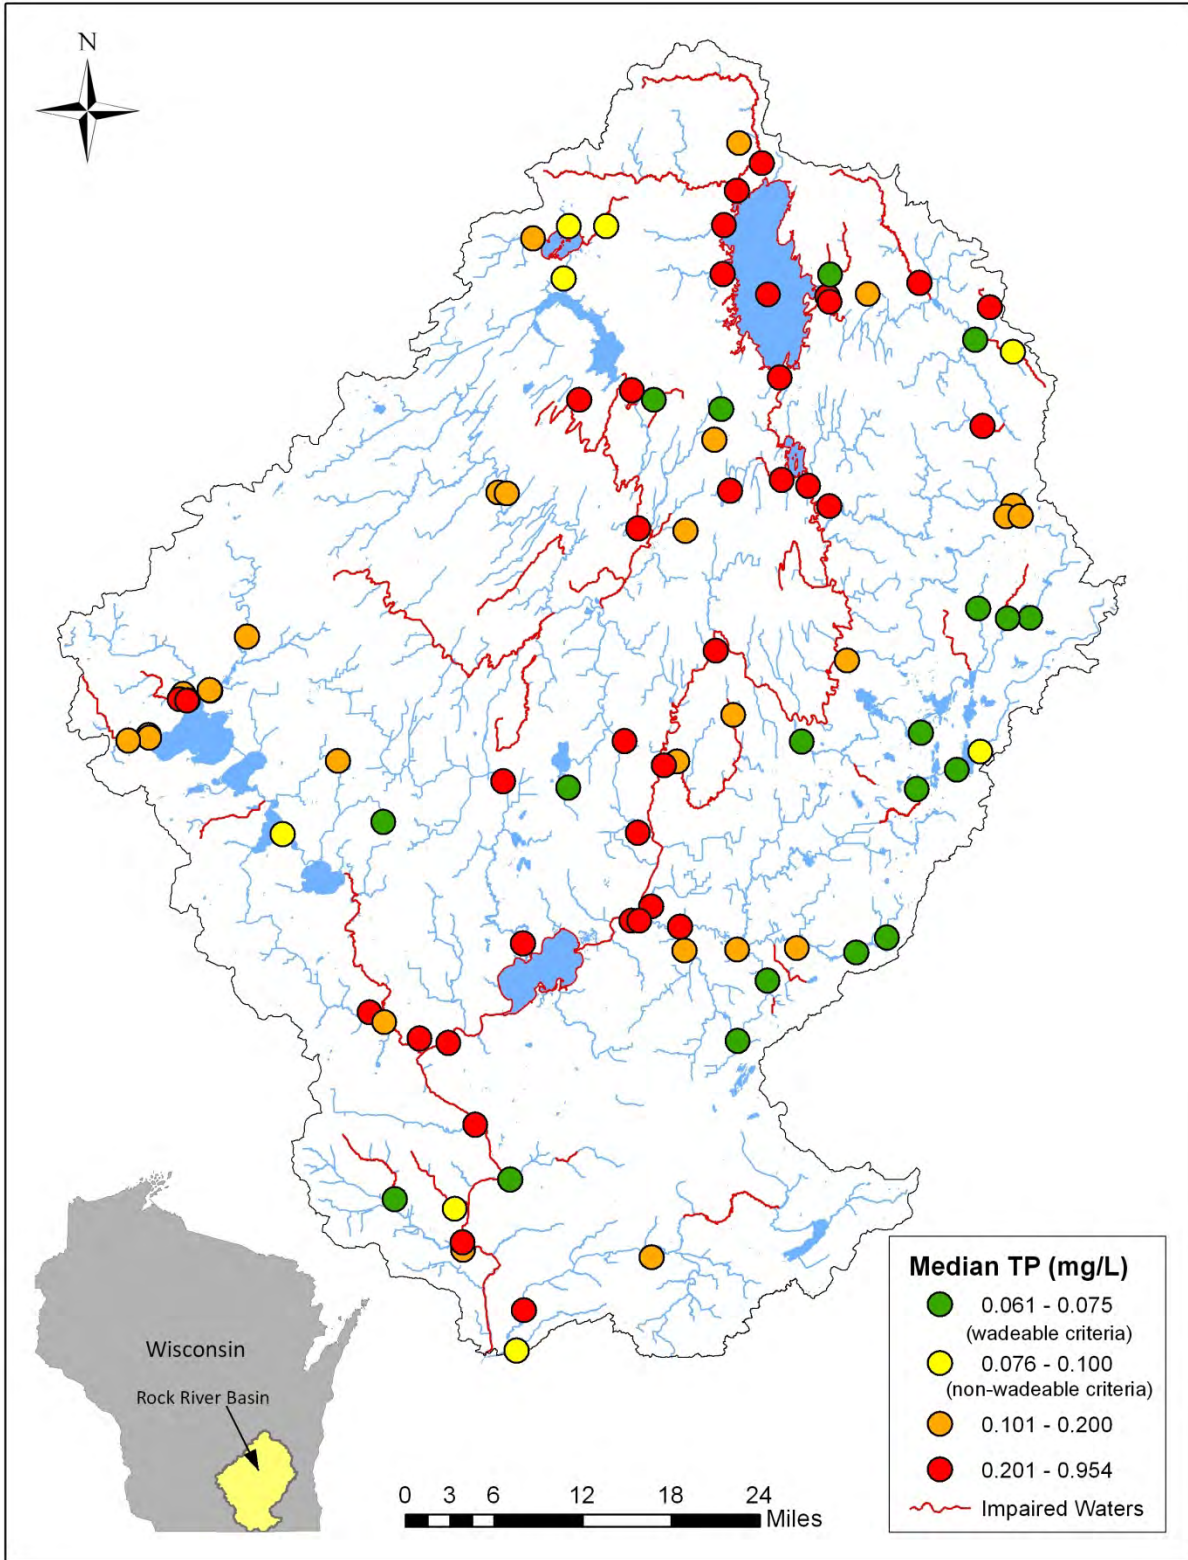 N
Wisconsin
Rock River Basin
0 3 6 12 18 24
Miles
Median TP (mg/L)
0.061 - 0.075
(wadeable criteria)
0.076 - 0.100
(non-wadeable criteria)
0.101 - 0.200
0.201 - 0.954
Impaired Waters